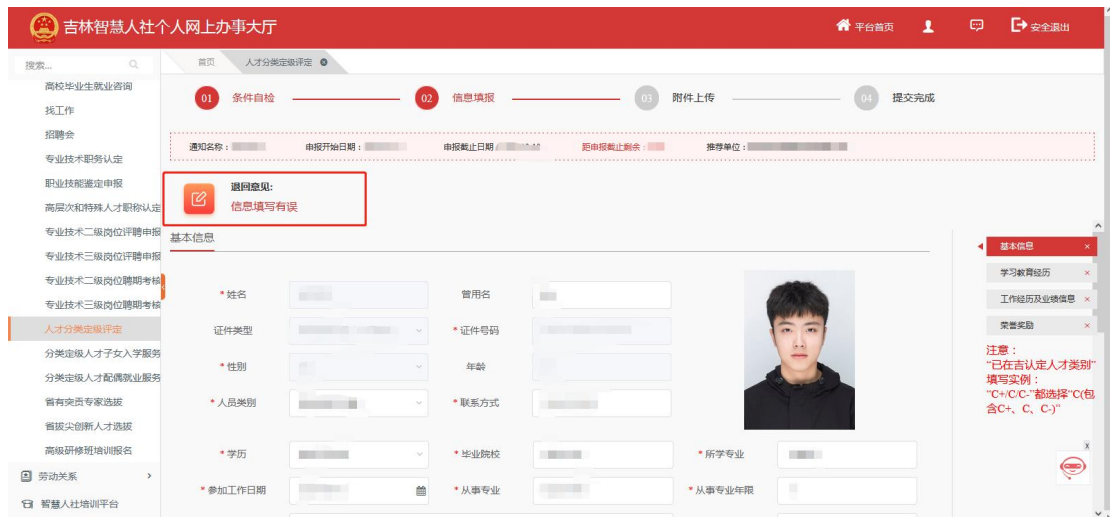 吉林智慧人社个人网上办事大厅
平台首页
安全退出
搜索...
首页
人才分类定级评定
高校毕业生就业咨询
找工作
招聘会
专业技术职务认定
职业技能鉴定申报
高层次和特殊人才职称认定
专业技术二级岗位评聘申报
专业技术三级岗位评聘申报
专业技术二级岗位聘期考核
专业技术三级岗位聘期考核
人才分类定级评定
分类定级人才子女入学服务
分类定级人才配偶就业服务
省有突贡专家选拔
省拔尖创新人才选拔
高级研修班培训报名
劳动关系
智慧人社培训平台
01 条件自检
02 信息填报
03 附件上传
04 提交完成
通知名称：
申报开始日期：
申报截止日期
距申报截止剩余：
推荐单位：
退回意见:
信息填写有误
基本信息
* 姓名
曾用名
证件类型
* 证件号码
* 性别
年龄
* 人员类别
* 联系方式
* 学历
* 毕业院校
* 所学专业
* 参加工作日期
* 从事专业
* 从事专业年限
基本信息 ×
学习教育经历 ×
工作经历及业绩信息 ×
荣誉奖励 ×
注意：
“已在吉认定人才类别”
填写实例：
“C+/C/C-”都选择“C(包
含C+、C、C-)”
x